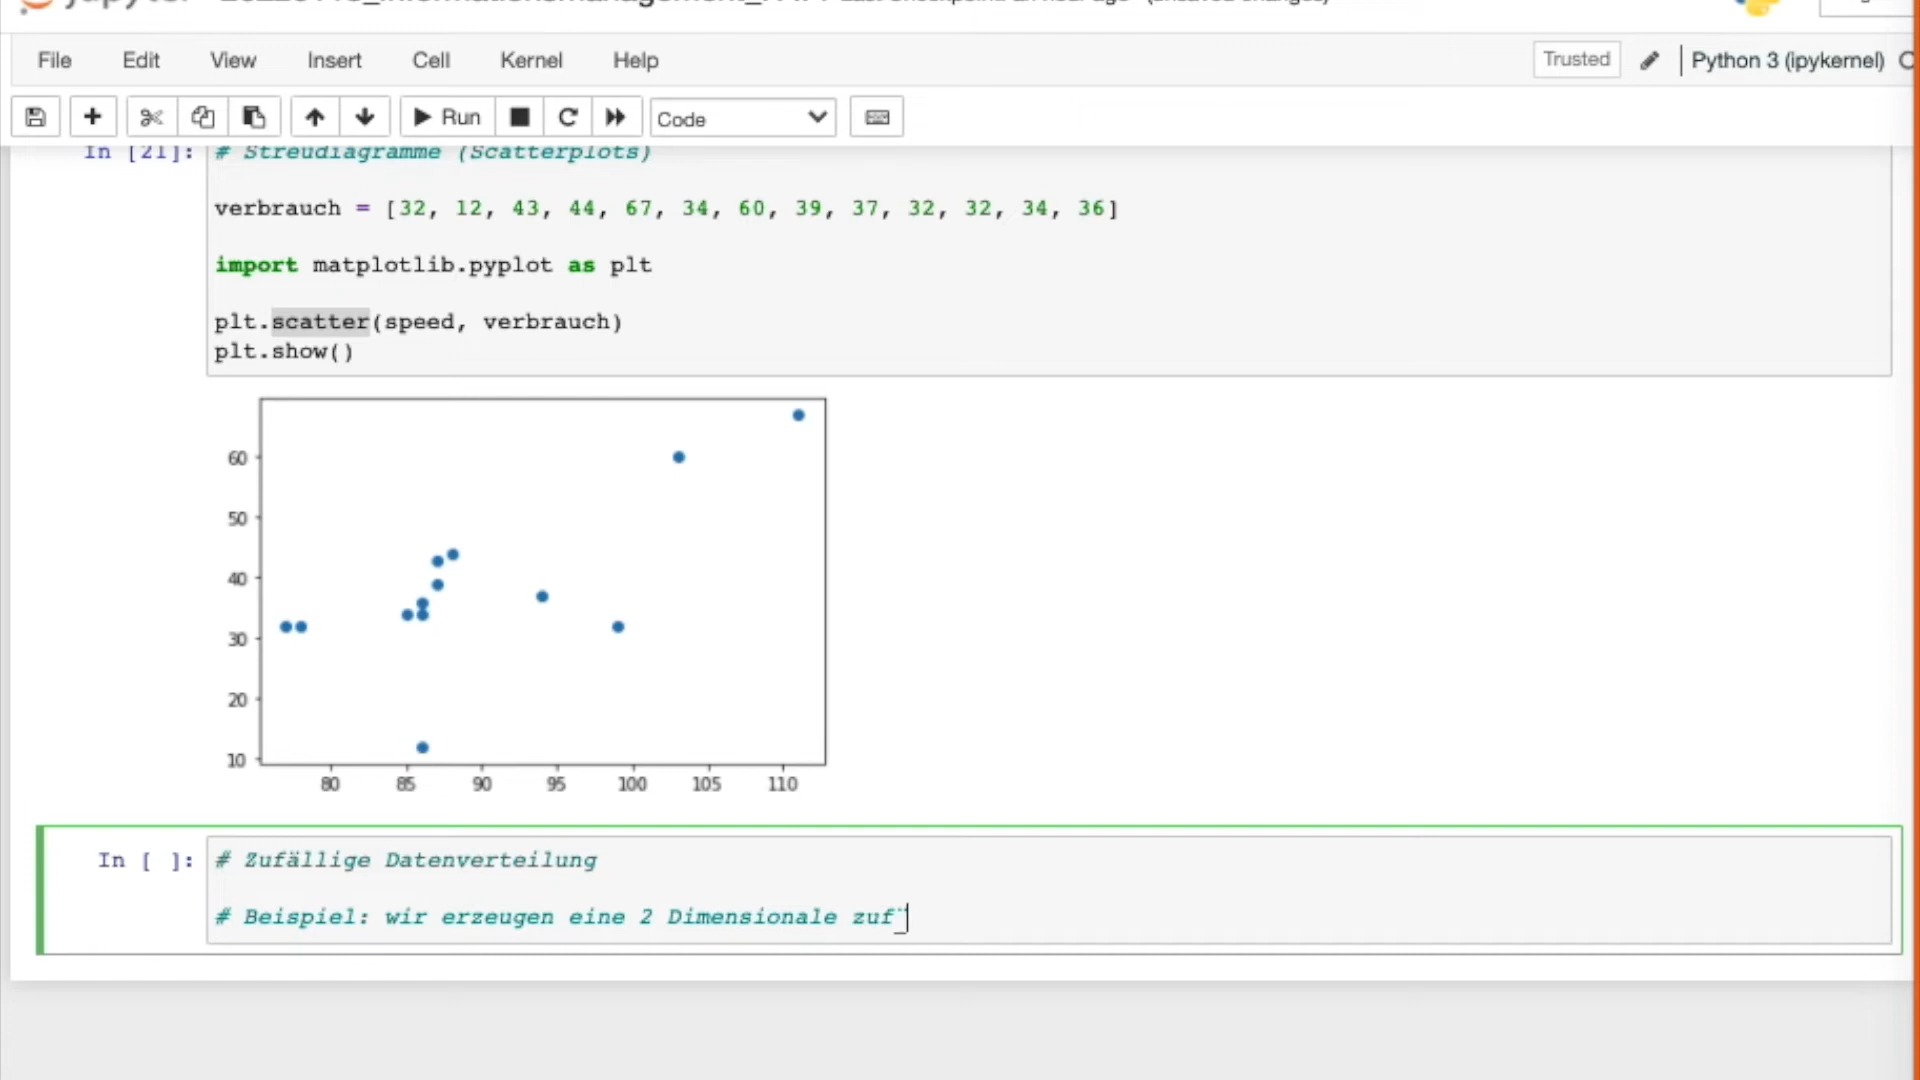 File Edit View Insert Cell Kernel Help Trusted Python 3 (ipykernel)
Run Code
In [21]: # Streudiagramme (Scatterplots)
verbrauch = [32, 12, 43, 44, 67, 34, 60, 39, 37, 32, 32, 34, 36]
import matplotlib.pyplot as plt
plt.scatter(speed, verbrauch)
plt.show()
60
50
40
30
20
10
80 85 90 95 100 105 110
In [ ]: # Zufällige Datenverteilung
# Beispiel: wir erzeugen eine 2 Dimensionale zuf¨